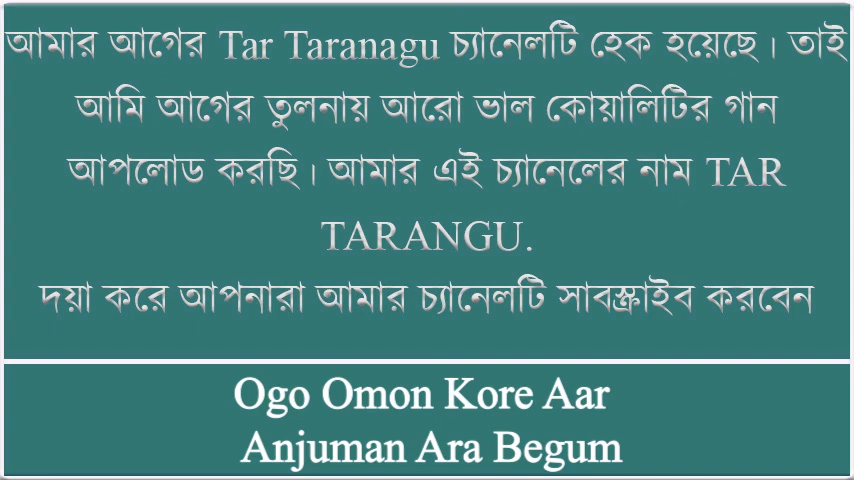 আমার আগের Tar Taranagu চ্যানেলটি হেক হয়েছে। তাই
আমি আগের তুলনায় আরো ভাল কোয়ালিটির গান
আপলোড করছি। আমার এই চ্যানেলের নাম TAR
TARANGU.
দয়া করে আপনারা আমার চ্যানেলটি সাবস্ক্রাইব করবেন
Ogo Omon Kore Aar
Anjuman Ara Begum